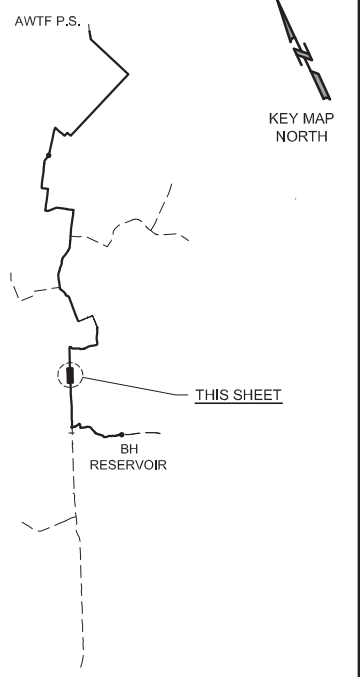 AWTF P.S.
KEY MAP
NORTH
THIS SHEET
BH
RESERVOIR